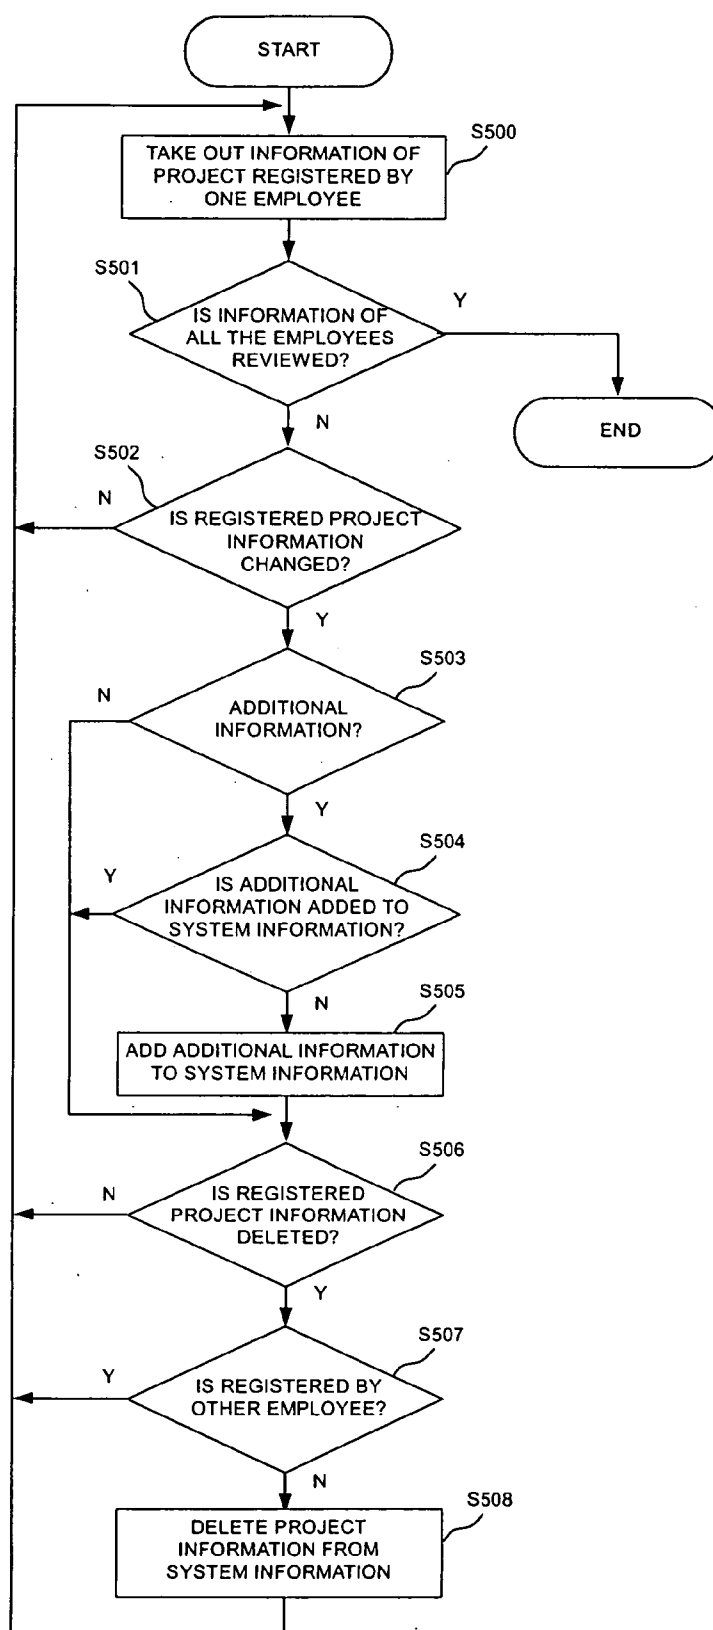 START
S500
TAKE OUT INFORMATION OF
PROJECT REGISTERED BY
ONE EMPLOYEE
S501
IS INFORMATION OF
ALL THE EMPLOYEES
REVIEWED?
Y
END
N
S502
N
IS REGISTERED PROJECT
INFORMATION
CHANGED?
Y
S503
N
ADDITIONAL
INFORMATION?
Y
S504
Y
IS ADDITIONAL
INFORMATION ADDED TO
SYSTEM INFORMATION?
N
S505
ADD ADDITIONAL INFORMATION
TO SYSTEM INFORMATION
S506
N
IS REGISTERED
PROJECT INFORMATION
DELETED?
Y
S507
Y
IS REGISTERED BY
OTHER EMPLOYEE?
N
S508
DELETE PROJECT
INFORMATION FROM
SYSTEM INFORMATION